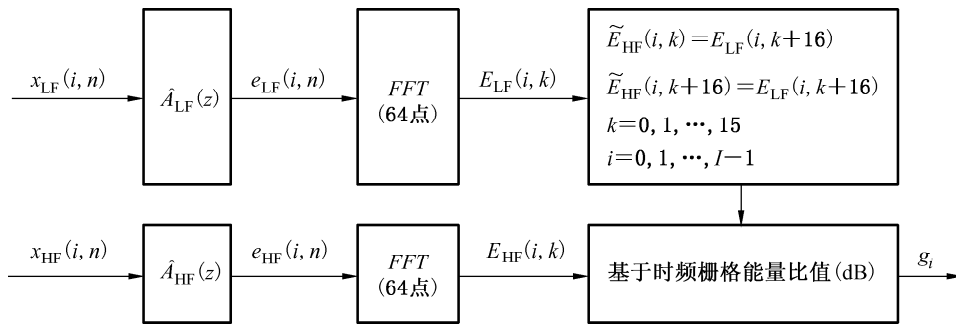 x_LF(i, n)
Â_LF(z)
e_LF(i, n)
FFT
(64点)
E_LF(i, k)
Ẽ_HF(i, k)=E_LF(i, k+16)
Ẽ_HF(i, k+16)=E_LF(i, k+16)
k=0, 1, …, 15
i=0, 1, …, I−1
x_HF(i, n)
Â_HF(z)
e_HF(i, n)
FFT
(64点)
E_HF(i, k)
基于时频栅格能量比值(dB)
g_t